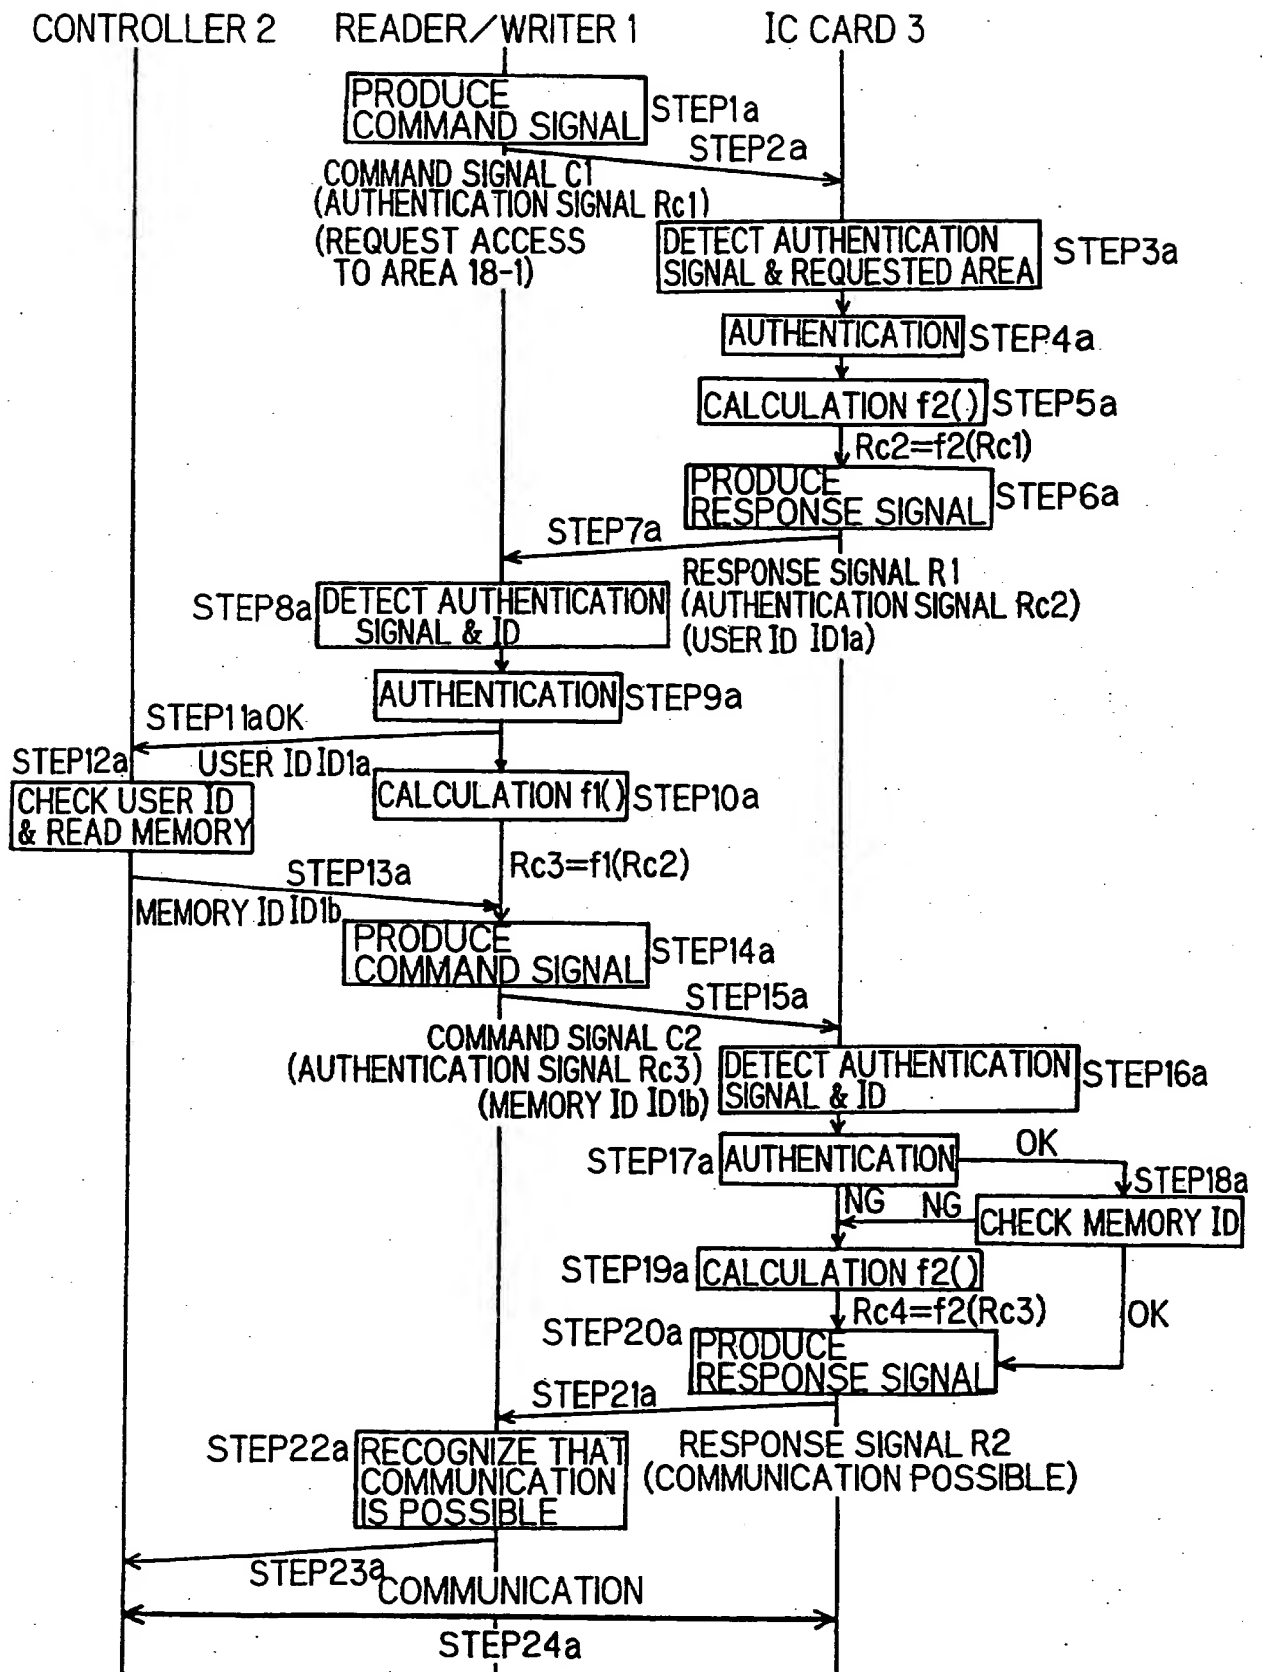 CONTROLLER 2 READER/WRITER 1 IC CARD 3
PRODUCE
COMMAND SIGNAL
STEP1a
STEP2a
COMMAND SIGNAL C1
(AUTHENTICATION SIGNAL Rc1)
(REQUEST ACCESS
TO AREA 18-1)
DETECT AUTHENTICATION
SIGNAL & REQUESTED AREA
STEP3a
AUTHENTICATION STEP4a
CALCULATION f2() STEP5a
Rc2=f2(Rc1)
PRODUCE
RESPONSE SIGNAL
STEP6a
STEP7a
RESPONSE SIGNAL R1
(AUTHENTICATION SIGNAL Rc2)
(USER ID ID1a)
STEP8a
DETECT AUTHENTICATION
SIGNAL & ID
AUTHENTICATION STEP9a
STEP11a OK
USER ID ID1a
STEP12a
CHECK USER ID
& READ MEMORY
CALCULATION f1() STEP10a
Rc3=f1(Rc2)
STEP13a
MEMORY ID ID1b
PRODUCE
COMMAND SIGNAL
STEP14a
STEP15a
COMMAND SIGNAL C2
(AUTHENTICATION SIGNAL Rc3)
(MEMORY ID ID1b)
DETECT AUTHENTICATION
SIGNAL & ID
STEP16a
STEP17a AUTHENTICATION OK
STEP18a
NG NG
CHECK MEMORY ID
STEP19a CALCULATION f2()
Rc4=f2(Rc3) OK
STEP20a
PRODUCE
RESPONSE SIGNAL
STEP21a
RESPONSE SIGNAL R2
(COMMUNICATION POSSIBLE)
STEP22a
RECOGNIZE THAT
COMMUNICATION
IS POSSIBLE
STEP23a
COMMUNICATION
STEP24a